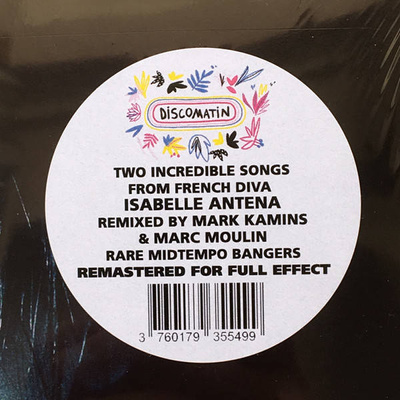 DISCOMATIN
TWO INCREDIBLE SONGS
FROM FRENCH DIVA
ISABELLE ANTENA
REMIXED BY MARK KAMINS
& MARC MOULIN
RARE MIDTEMPO BANGERS
REMASTERED FOR FULL EFFECT
3 760179 355499